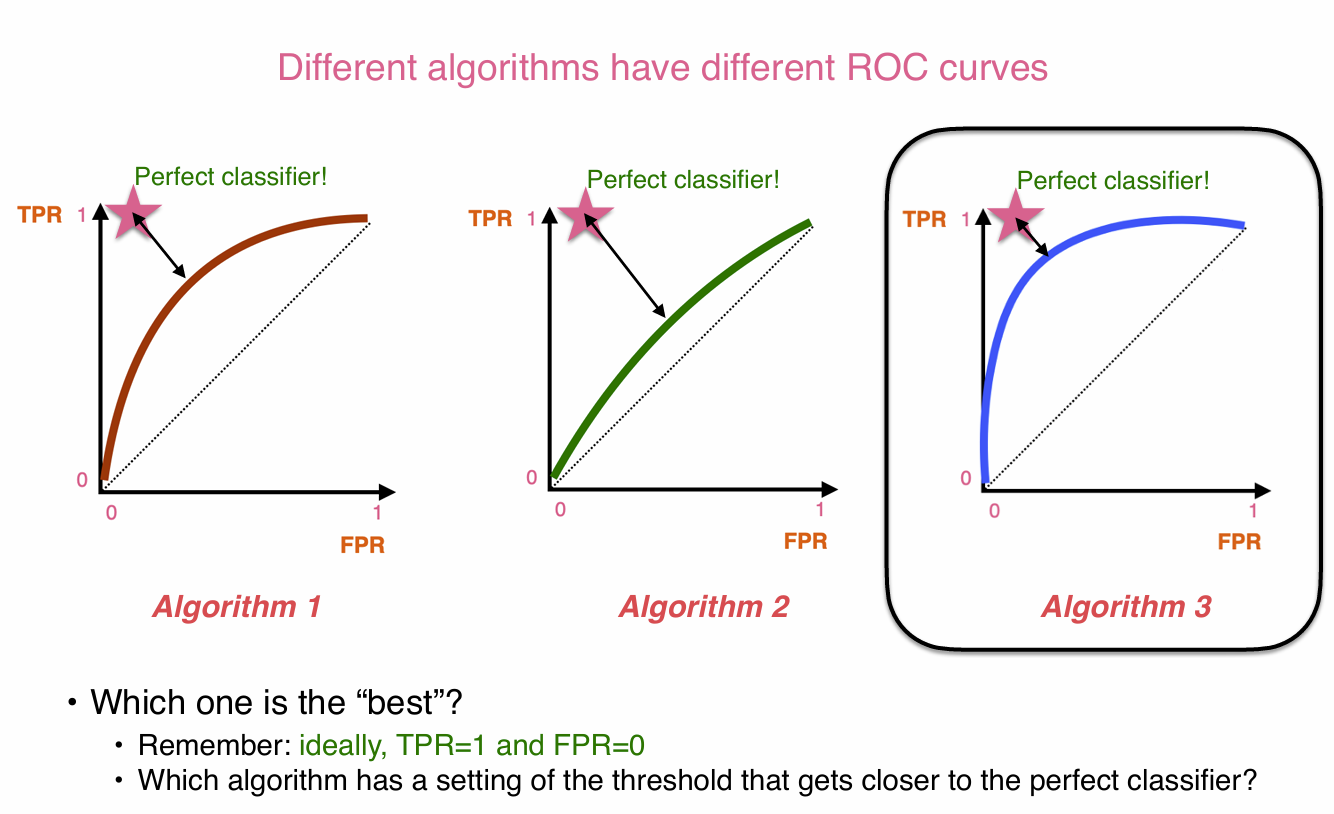 Different algorithms have different ROC curves
Perfect classifier!
TPR
1
0
0
1
FPR
Algorithm 1
Perfect classifier!
TPR
1
0
0
1
FPR
Algorithm 2
Perfect classifier!
TPR
1
0
0
1
FPR
Algorithm 3
• Which one is the “best”?
• Remember: ideally, TPR=1 and FPR=0
• Which algorithm has a setting of the threshold that gets closer to the perfect classifier?